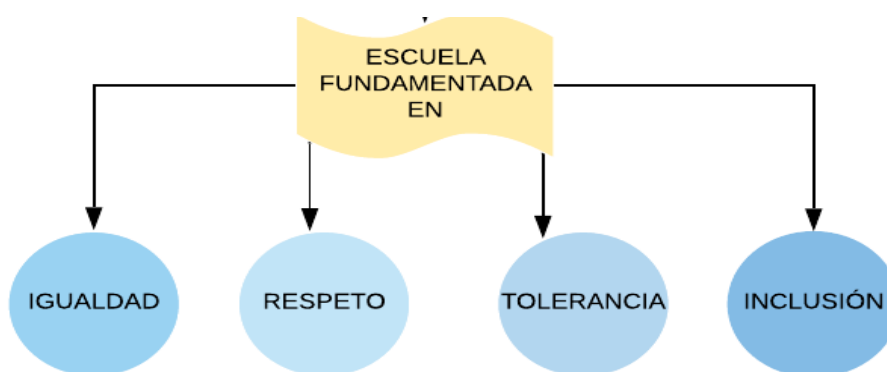 ESCUELA
FUNDAMENTADA
EN
IGUALDAD
RESPETO
TOLERANCIA
INCLUSIÓN